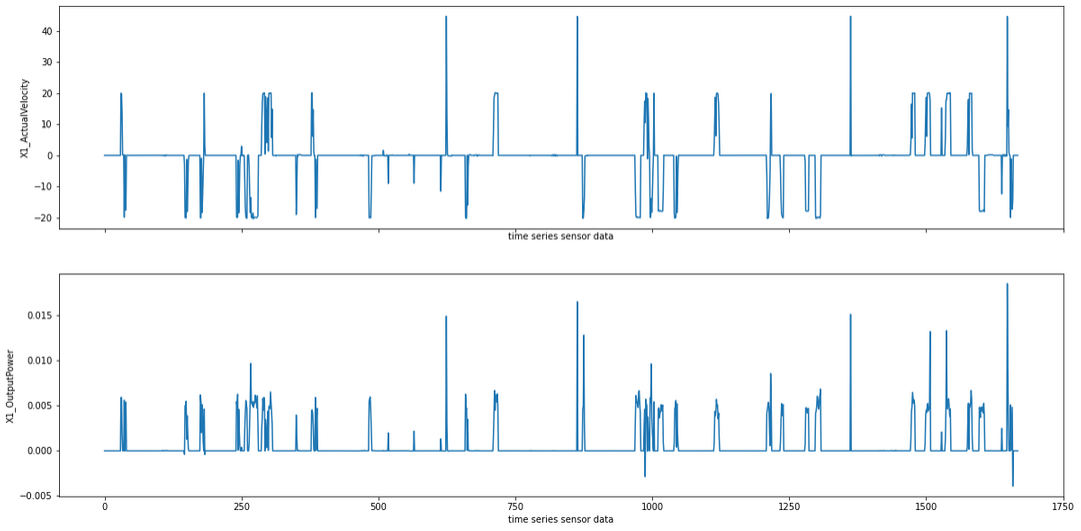 X1_ActualVelocity
40
30
20
10
0
−10
−20
time series sensor data
X1_OutputPower
0.015
0.010
0.005
0.000
−0.005
0 250 500 750 1000 1250 1500 1750
time series sensor data